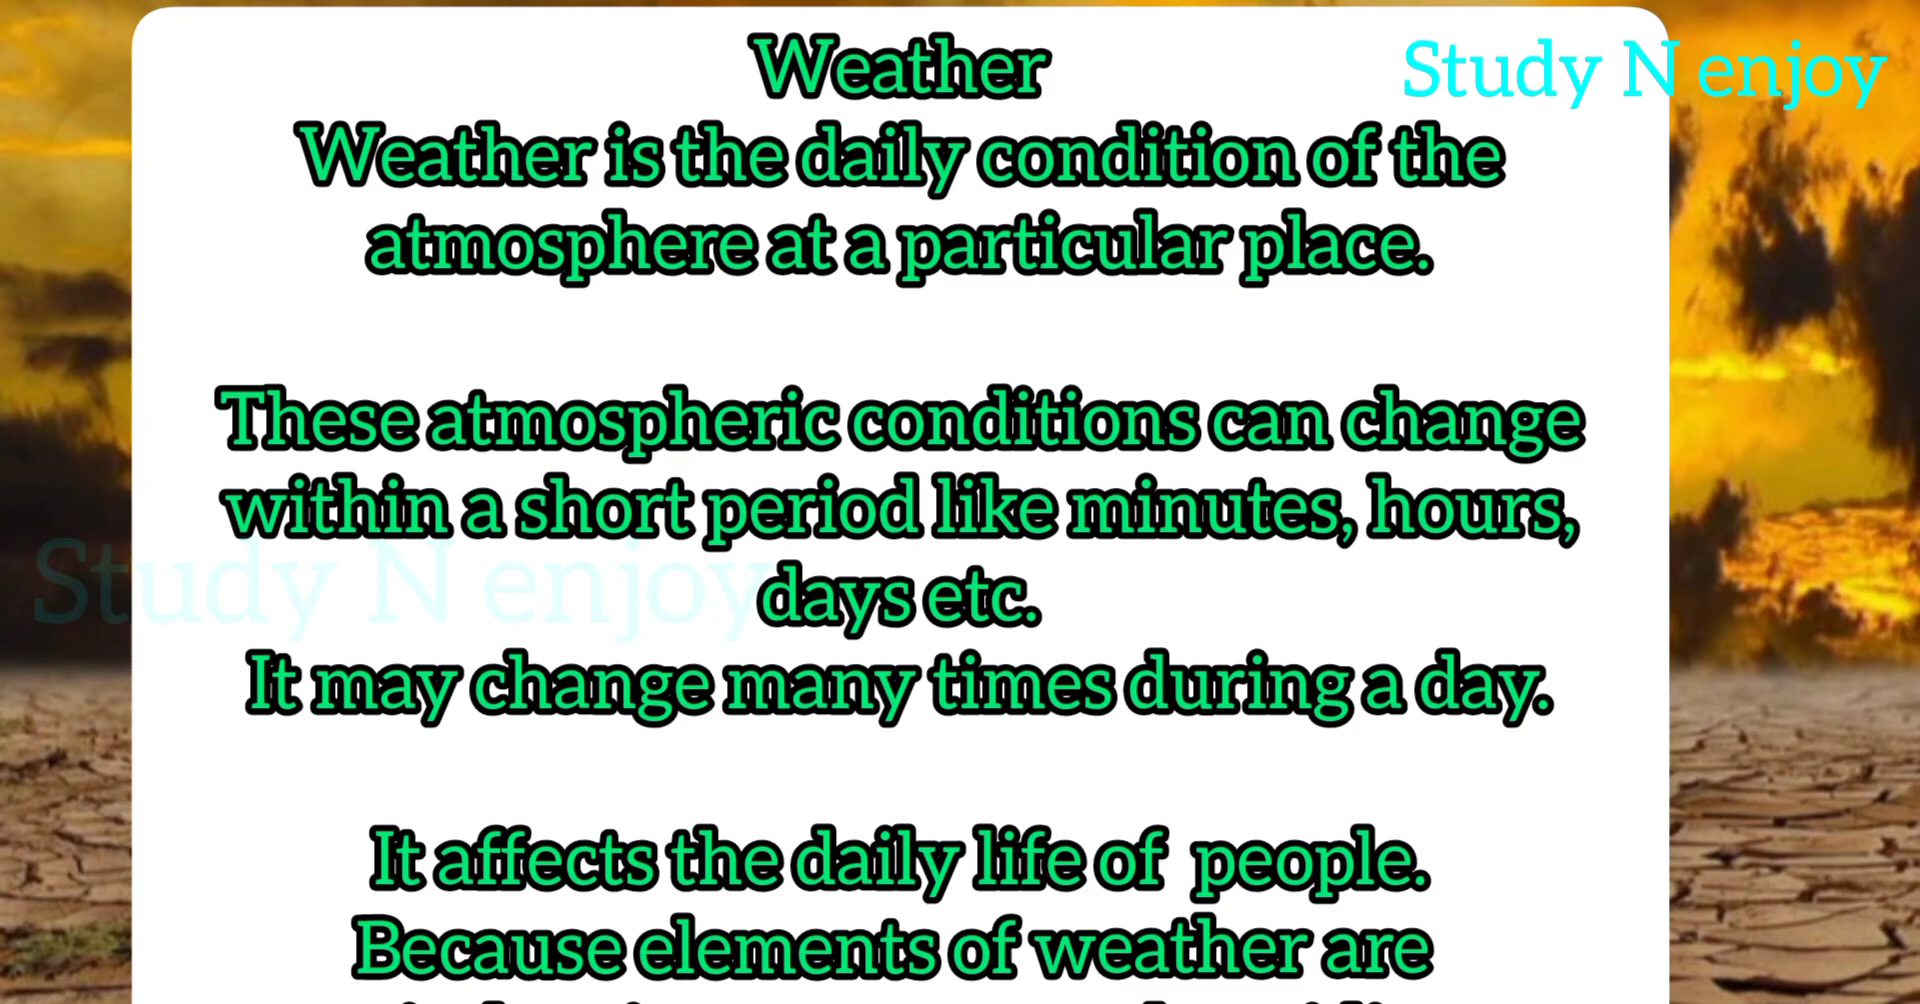 Weather
Study N enjoy
Weather is the daily condition of the
atmosphere at a particular place.
These atmospheric conditions can change
within a short period like minutes, hours,
Study N enjoy
days etc.
It may change many times during a day.
It affects the daily life of people.
Because elements of weather are